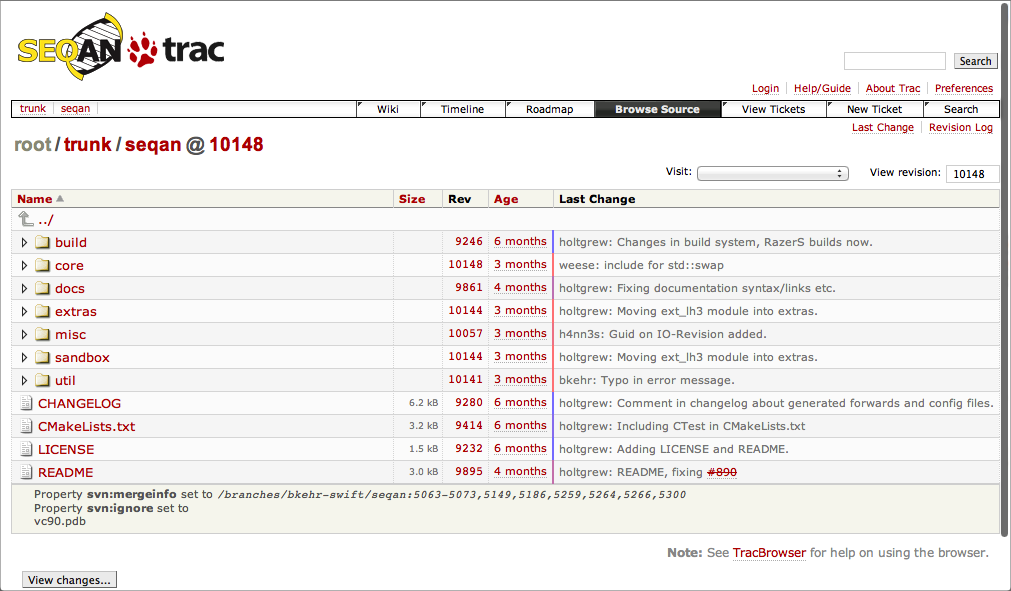 SEQAN trac
Search
Login Help/Guide About Trac Preferences
trunk seqan Wiki Timeline Roadmap Browse Source View Tickets New Ticket Search
Last Change Revision Log
root/trunk/seqan @ 10148
Visit: View revision: 10148
Name Size Rev Age Last Change
../
build 9246 6 months holtgrew: Changes in build system, RazerS builds now.
core 10148 3 months weese: include for std::swap
docs 9861 4 months holtgrew: Fixing documentation syntax/links etc.
extras 10144 3 months holtgrew: Moving ext_lh3 module into extras.
misc 10057 3 months h4nn3s: Guid on IO-Revision added.
sandbox 10144 3 months holtgrew: Moving ext_lh3 module into extras.
util 10141 3 months bkehr: Typo in error message.
CHANGELOG 6.2 kB 9280 6 months holtgrew: Comment in changelog about generated forwards and config files.
CMakeLists.txt 3.2 kB 9414 6 months holtgrew: Including CTest in CMakeLists.txt
LICENSE 1.5 kB 9232 6 months holtgrew: Adding LICENSE and README.
README 3.0 kB 9895 4 months holtgrew: README, fixing #890
Property svn:mergeinfo set to /branches/bkehr-swift/seqan:5063-5073,5149,5186,5259,5264,5266,5300
Property svn:ignore set to
vc90.pdb
Note: See TracBrowser for help on using the browser.
View changes...